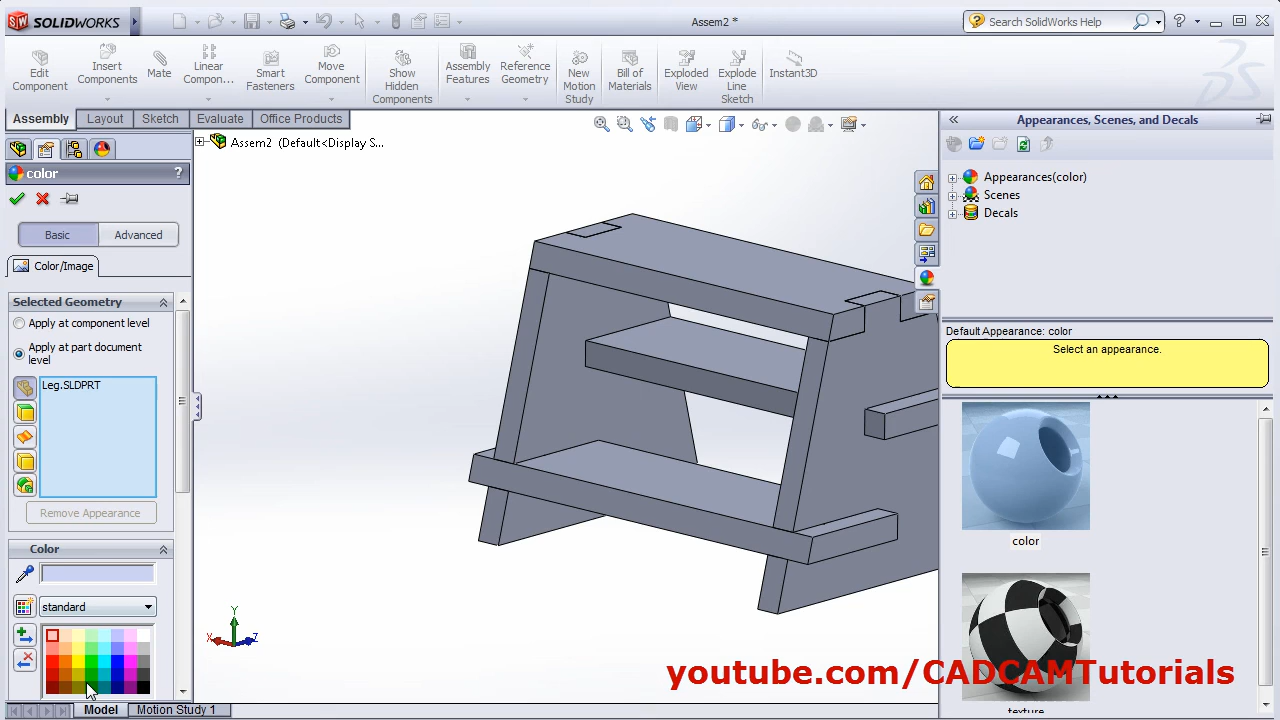 SOLIDWORKS
Assem2 *
Search SolidWorks Help
Edit
Component
Insert
Components
Mate
Linear
Compon...
Smart
Fasteners
Move
Component
Show
Hidden
Components
Assembly
Features
Reference
Geometry
New
Motion
Study
Bill of
Materials
Exploded
View
Explode
Line
Sketch
Instant3D
Assembly
Layout
Sketch
Evaluate
Office Products
color
?
Basic
Advanced
Color/Image
Selected Geometry
Apply at component level
Apply at part document
level
Leg.SLDPRT
Remove Appearance
Color
standard
Model
Motion Study 1
Assem2 (Default<Display S...
Y
X
Z
Appearances, Scenes, and Decals
Appearances(color)
Scenes
Decals
Default Appearance: color
Select an appearance.
color
texture
youtube.com/CADCAMTutorials